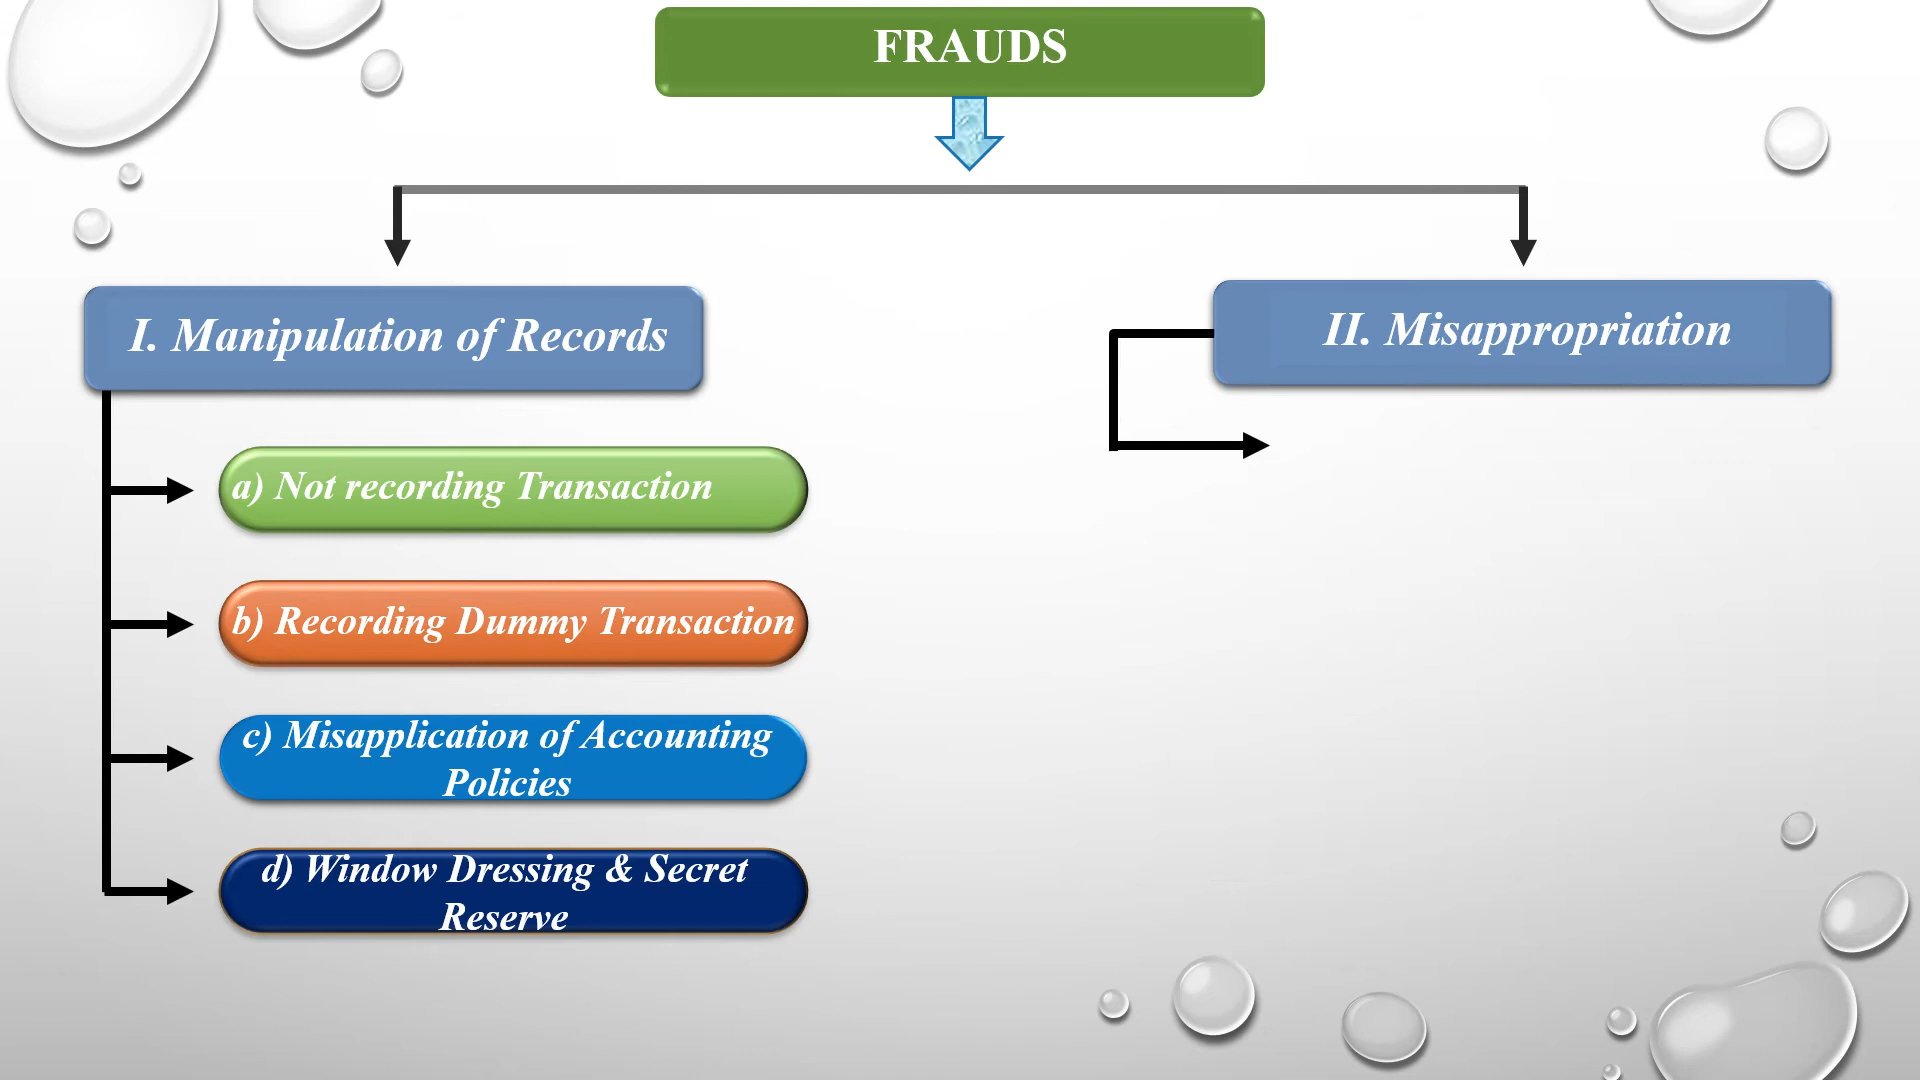 FRAUDS
I. Manipulation of Records
II. Misappropriation
a) Not recording Transaction
b) Recording Dummy Transaction
c) Misapplication of Accounting
Policies
d) Window Dressing & Secret
Reserve